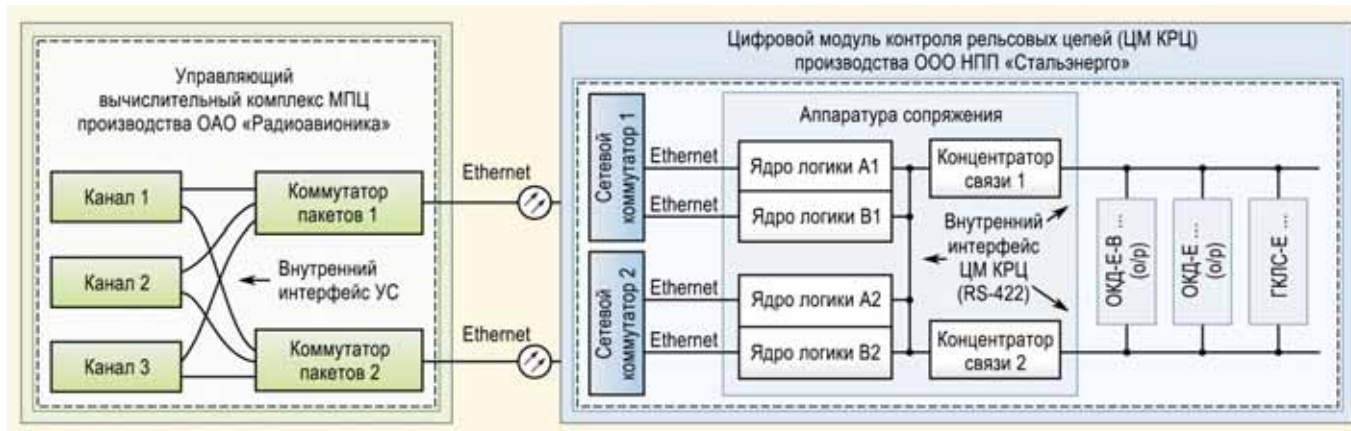 Управляющий
вычислительный комплекс МПЦ
производства ОАО «Радиоавионика»
Канал 1
Канал 2
Канал 3
Коммутатор
пакетов 1
Внутренний
интерфейс УС
Коммутатор
пакетов 2
Ethernet
Ethernet
Цифровой модуль контроля рельсовых цепей (ЦМ КРЦ)
производства ООО НПП «Стальэнерго»
Сетевой
коммутатор 1
Сетевой
коммутатор 2
Ethernet
Ethernet
Ethernet
Ethernet
Аппаратура сопряжения
Ядро логики А1
Ядро логики В1
Ядро логики А2
Ядро логики В2
Концентратор
связи 1
Внутренний
интерфейс
ЦМ КРЦ
(RS-422)
Концентратор
связи 2
ОКД-Е-В ...
(о/р)
ОКД-Е ...
(о/р)
ГКЛС-Е ...